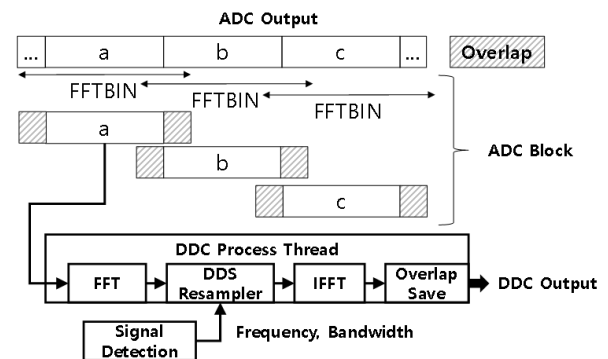 ADC Output
... a b c ... Overlap
FFTBIN
FFTBIN
FFTBIN
a
b
ADC Block
c
DDC Process Thread
FFT
DDS
Resampler
IFFT
Overlap
Save
DDC Output
Signal
Detection
Frequency, Bandwidth